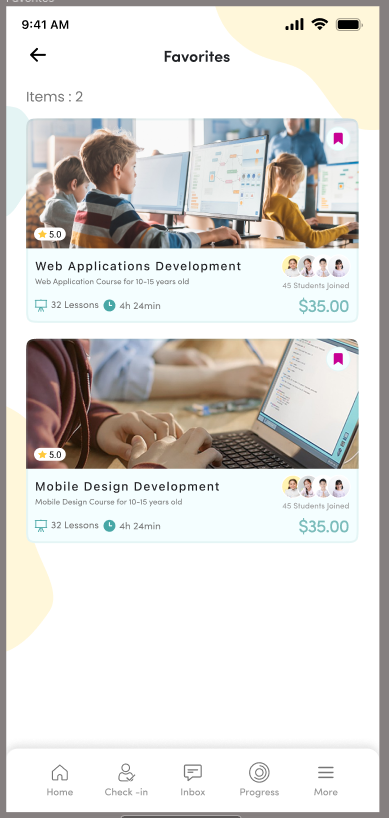 Favorites
9:41 AM
Favorites
Items : 2
5.0
Web Applications Development
Web Application Course for 10-15 years old
45 Students Joined
32 Lessons 4h 24min
$35.00
5.0
Mobile Design Development
Mobile Design Course for 10-15 years old
45 Students Joined
32 Lessons 4h 24min
$35.00
Home Check -in Inbox Progress More